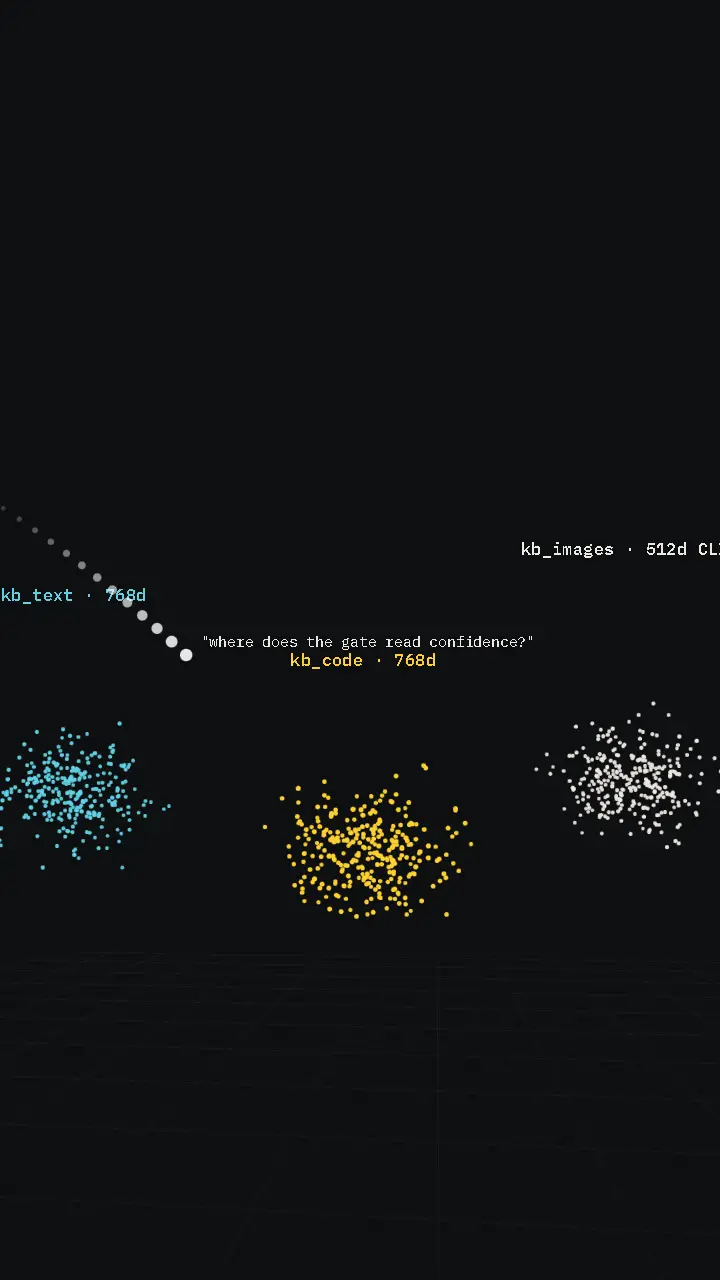 kb_images · 512d
kb_text · 768d
"where does the gate read confidence?"
kb_code · 768d